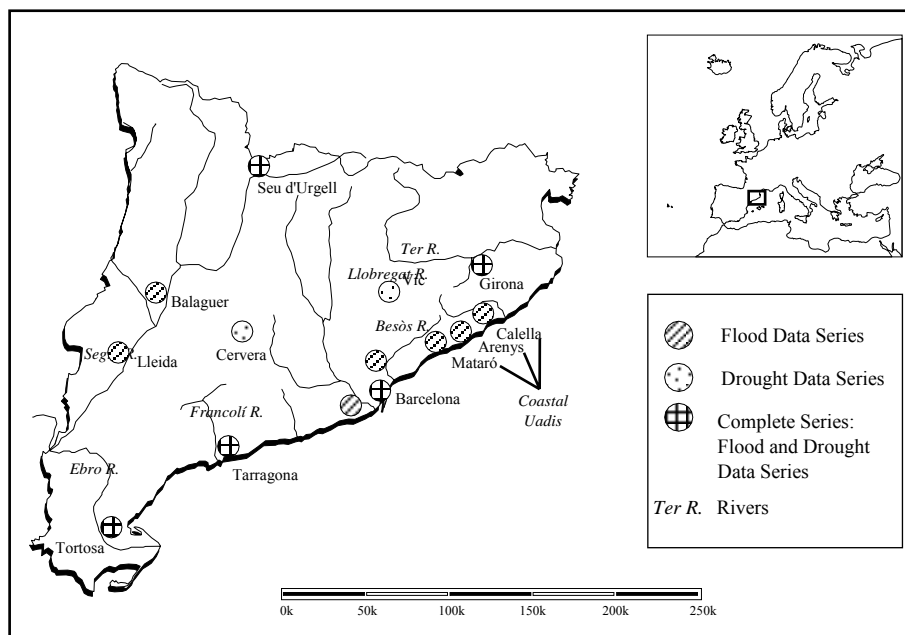 Seu d'Urgell
Ter R.
Llobregat R.
Vic
Girona
Balaguer
Besòs R.
Calella
Arenys
Mataró
Cervera
Lleida
Barcelona
Coastal
Uadis
Francolí R.
Tarragona
Ebro R.
Tortosa
Flood Data Series
Drought Data Series
Complete Series:
Flood and Drought
Data Series
Ter R. Rivers
0k 50k 100k 150k 200k 250k